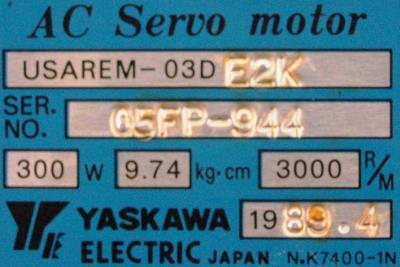 AC Servo motor
USAREM-03D E2K
SER. NO. 05FP-944
300 W 9.74 kg·cm 3000 R/M
YASKAWA 1989.4
ELECTRIC JAPAN N.K7400-1N